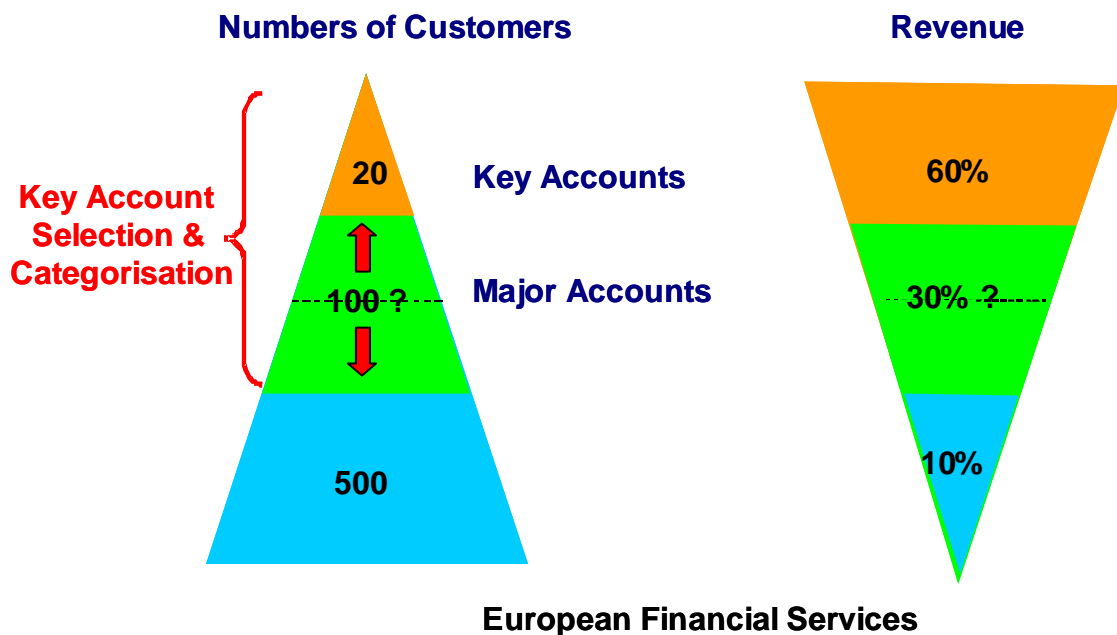 Numbers of Customers
Revenue
20
Key Accounts
60%
Key Account
Selection &
Categorisation
100 ?
Major Accounts
30% ?
500
10%
European Financial Services